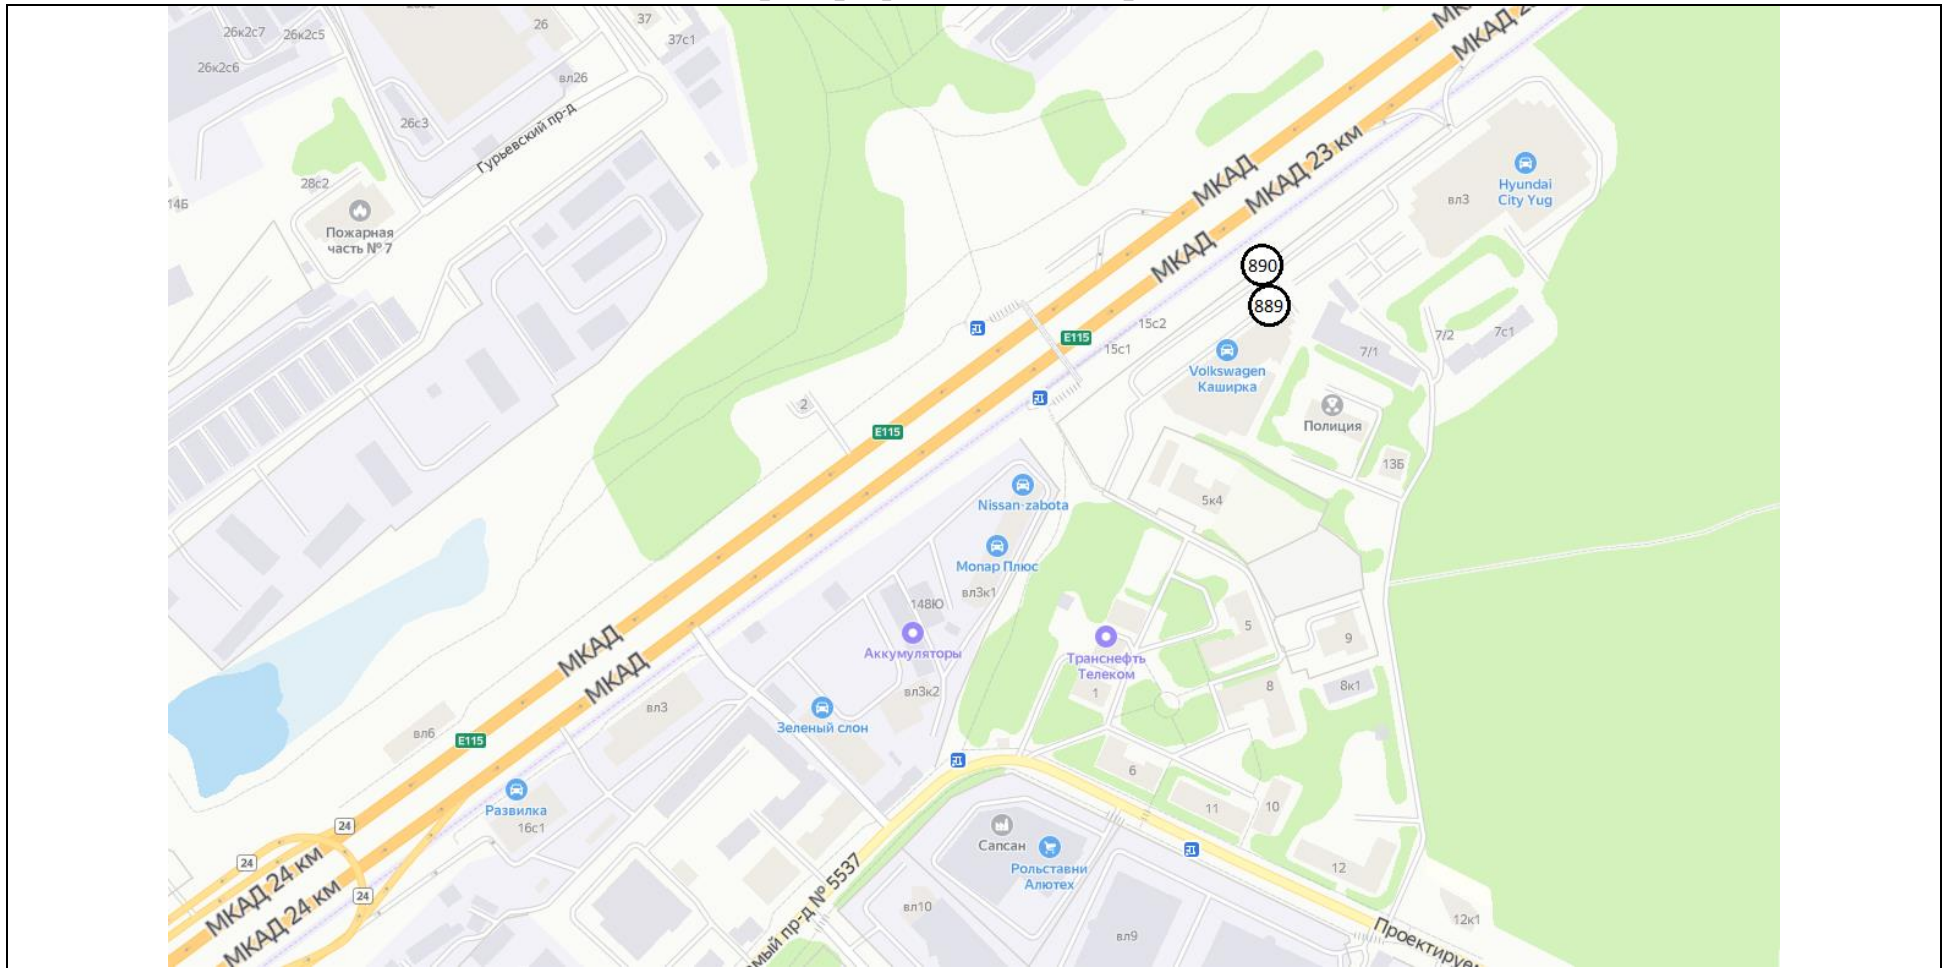 26к2с7
26к2с5
26к2с6
26
37
37с1
вл26
26с3
Гурьевский пр-д
28с2
14Б
Пожарная
часть № 7
МКАД
МКАД 23 км
МКАД
Hyundai
City Yug
вл3
890
889
E115
15с2
15с1
Volkswagen
Каширка
7/1
7/2
7с1
Полиция
13Б
2
E115
Nissan-zabota
5к4
Мопар Плюс
вл3к1
148Ю
Аккумуляторы
вл3к2
Транснефть
Телеком
1
5
9
8
8к1
МКАД
МКАД
вл3
вл6
E115
Зеленый слон
Развилка
16с1
6
11
10
12
12к1
24
24
24
МКАД 24 км
МКАД 24 км
Сапсан
Рольставни
Алютех
вл10
вл9
мый пр-д № 5537
Проектируе